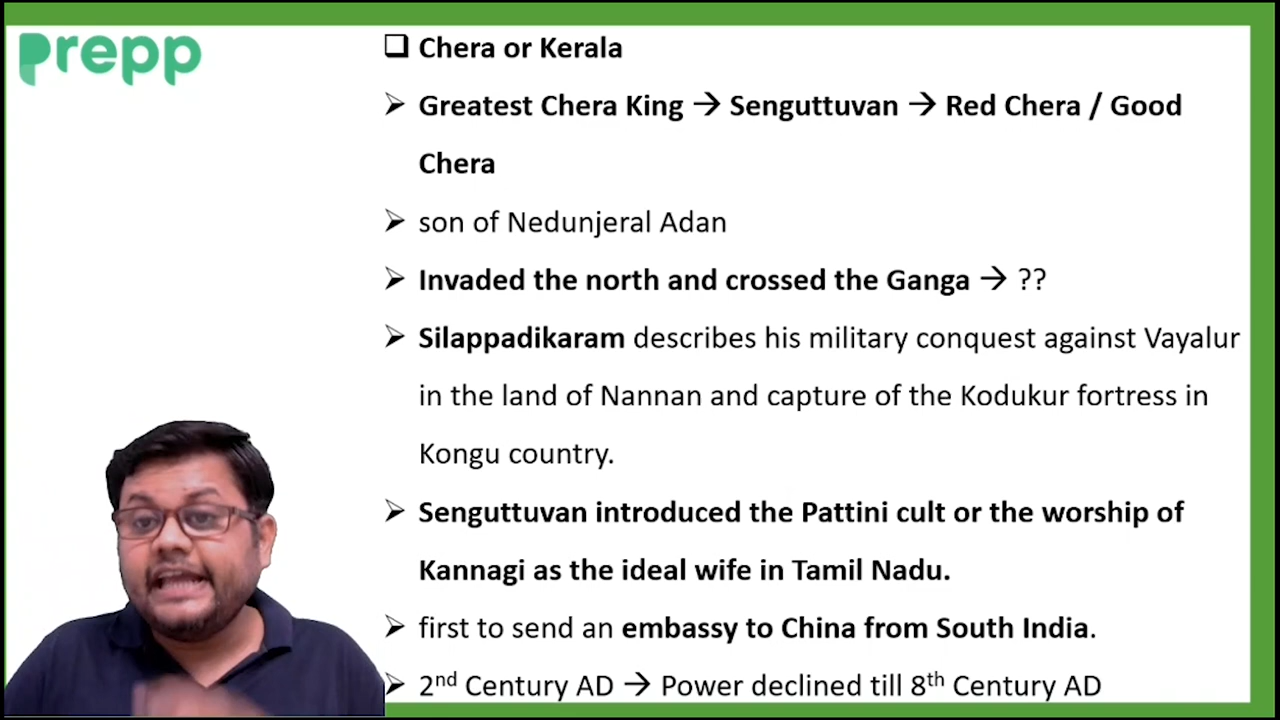 prepp
❑ Chera or Kerala
➢ Greatest Chera King → Senguttuvan → Red Chera / Good
Chera
➢ son of Nedunjeral Adan
➢ Invaded the north and crossed the Ganga → ??
➢ Silappadikaram describes his military conquest against Vayalur
in the land of Nannan and capture of the Kodukur fortress in
Kongu country.
➢ Senguttuvan introduced the Pattini cult or the worship of
Kannagi as the ideal wife in Tamil Nadu.
➢ first to send an embassy to China from South India.
➢ 2nd Century AD → Power declined till 8th Century AD